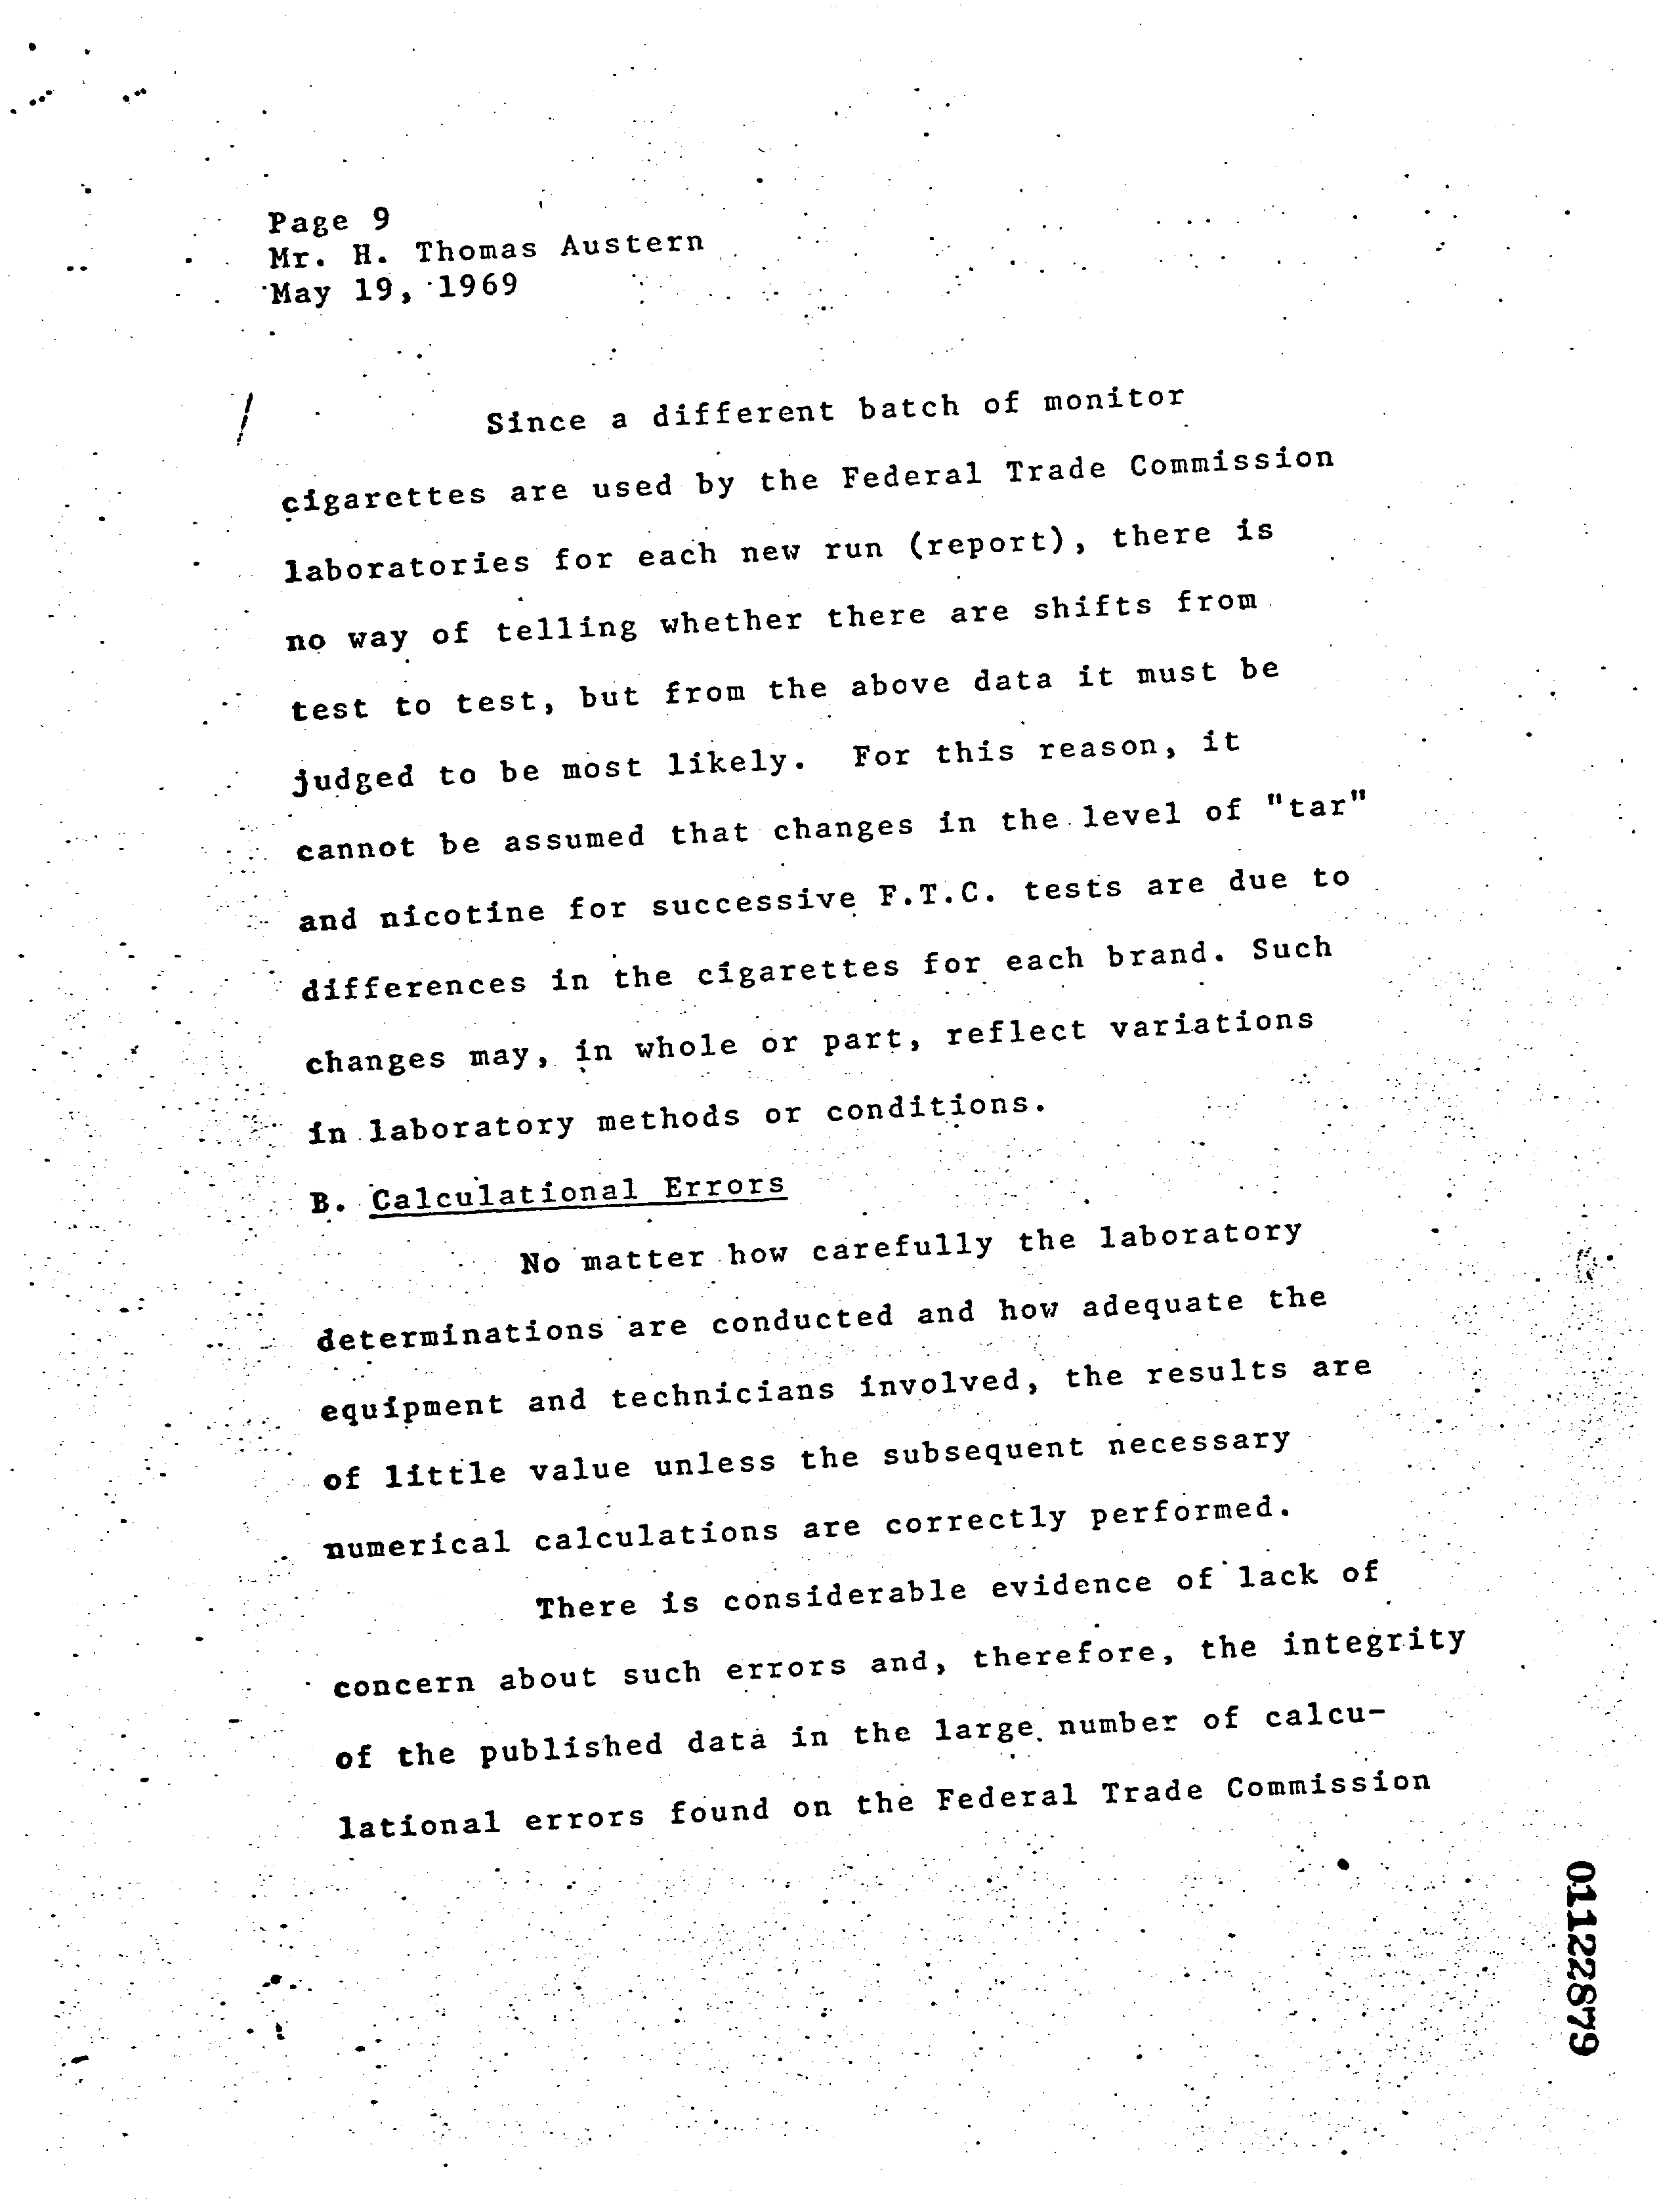 Page 9
Mr. H. Thomas Austern
May 19, 1969
Since a different batch of monitor
cigarettes are used by the Federal Trade Commission
laboratories for each new run (report), there is
no way of telling whether there are shifts from
test to test, but from the above data it must be
judged to be most likely. For this reason, it
cannot be assumed that changes in the level of "tar"
and nicotine for successive F.T.C. tests are due to
differences in the cigarettes for each brand. Such
changes may, in whole or part, reflect variations
in laboratory methods or conditions.
B. Calculational Errors
No matter how carefully the laboratory
determinations are conducted and how adequate the
equipment and technicians involved, the results are
of little value unless the subsequent necessary
numerical calculations are correctly performed.
There is considerable evidence of lack of
concern about such errors and, therefore, the integrity
of the published data in the large number of calcu-
lational errors found on the Federal Trade Commission
01122879